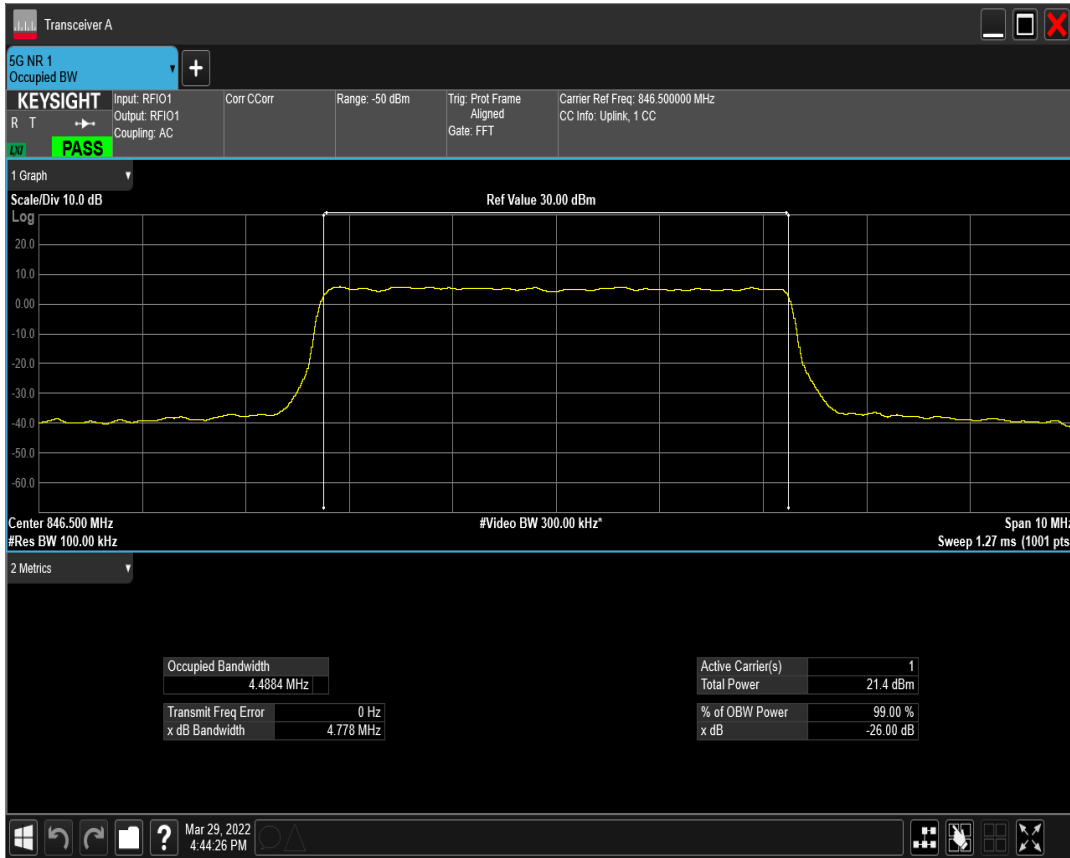 Transceiver A
5G NR 1
Occupied BW
+
KEYSIGHT
R T
LXI
PASS
Input: RFIO1
Output: RFIO1
Coupling: AC
Corr CCorr
Range: -50 dBm
Trig: Prot Frame
Aligned
Gate: FFT
Carrier Ref Freq: 846.500000 MHz
CC Info: Uplink, 1 CC
1 Graph
Scale/Div 10.0 dB
Ref Value 30.00 dBm
Log
20.0
10.0
0.00
-10.0
-20.0
-30.0
-40.0
-50.0
-60.0
Center 846.500 MHz
#Video BW 300.00 kHz*
Span 10 MHz
#Res BW 100.00 kHz
Sweep 1.27 ms (1001 pts
2 Metrics
Occupied Bandwidth
4.4884 MHz
Transmit Freq Error 0 Hz
x dB Bandwidth 4.778 MHz
Active Carrier(s) 1
Total Power 21.4 dBm
% of OBW Power 99.00 %
x dB -26.00 dB
?
Mar 29, 2022
4:44:26 PM